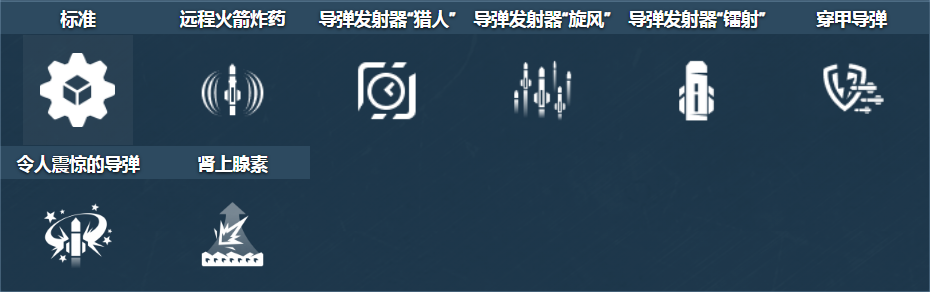 标准 远程火箭炸药 导弹发射器“猎人” 导弹发射器“旋风” 导弹发射器“镭射” 穿甲导弹
令人震惊的导弹 肾上腺素